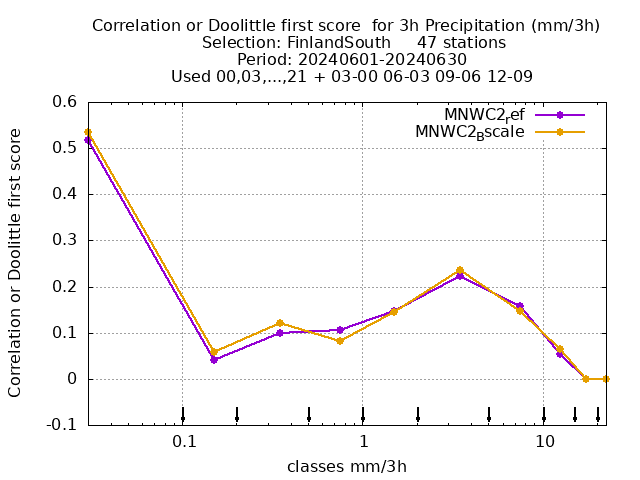 Correlation or Doolittle first score  for 3h Precipitation (mm/3h)
Selection: FinlandSouth     47 stations
Period: 20240601-20240630
Used 00,03,...,21 + 03-00 06-03 09-06 12-09
MNWC2ref
MNWC2Bscale
Correlation or Doolittle first score
0.6
0.5
0.4
0.3
0.2
0.1
0
-0.1
0.1
1
10
classes mm/3h